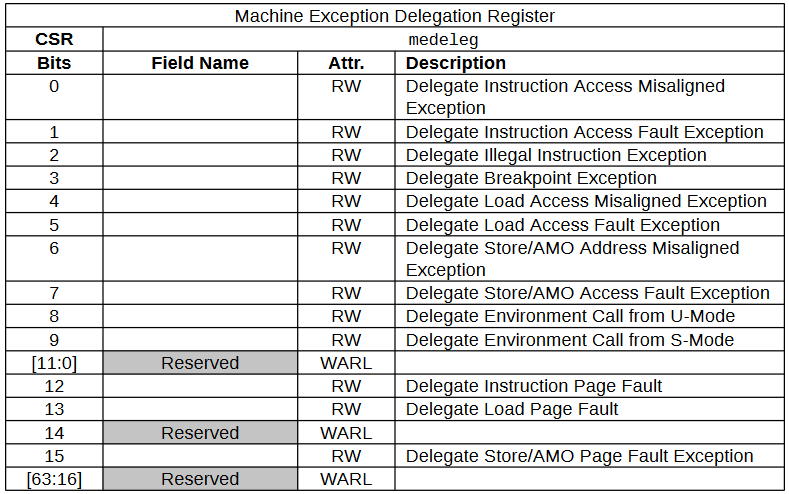 Machine Exception Delegation Register
CSR medeleg
Bits Field Name Attr. Description
0 RW Delegate Instruction Access Misaligned
Exception
1 RW Delegate Instruction Access Fault Exception
2 RW Delegate Illegal Instruction Exception
3 RW Delegate Breakpoint Exception
4 RW Delegate Load Access Misaligned Exception
5 RW Delegate Load Access Fault Exception
6 RW Delegate Store/AMO Address Misaligned
Exception
7 RW Delegate Store/AMO Access Fault Exception
8 RW Delegate Environment Call from U-Mode
9 RW Delegate Environment Call from S-Mode
[11:0] Reserved WARL
12 RW Delegate Instruction Page Fault
13 RW Delegate Load Page Fault
14 Reserved WARL
15 RW Delegate Store/AMO Page Fault Exception
[63:16] Reserved WARL